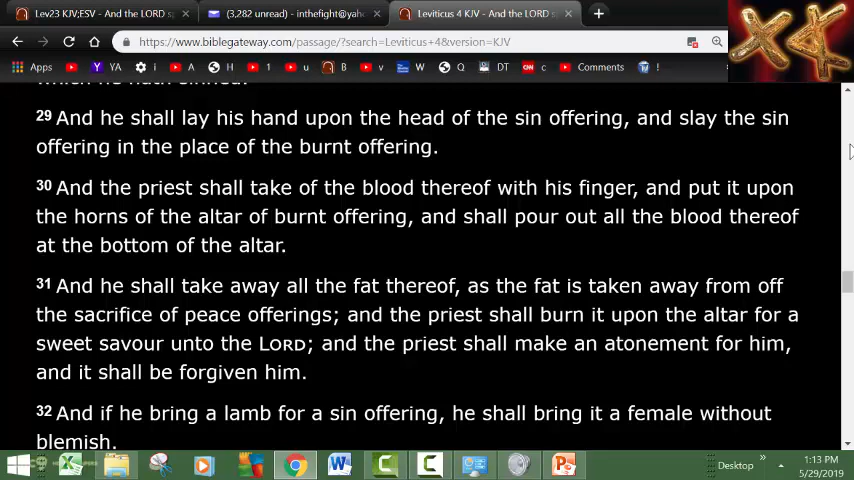 Lev23 KJV;ESV - And the LORD sp
(3,282 unread) - inthefight@yah
Leviticus 4 KJV - And the LORD s
https://www.biblegateway.com/passage/?search=Leviticus+4&version=KJV
Apps YA i A H 1 u B v W Q DT c Comments !
which he hath sinned.
29 And he shall lay his hand upon the head of the sin offering, and slay the sin
offering in the place of the burnt offering.
30 And the priest shall take of the blood thereof with his finger, and put it upon
the horns of the altar of burnt offering, and shall pour out all the blood thereof
at the bottom of the altar.
31 And he shall take away all the fat thereof, as the fat is taken away from off
the sacrifice of peace offerings; and the priest shall burn it upon the altar for a
sweet savour unto the LORD; and the priest shall make an atonement for him,
and it shall be forgiven him.
32 And if he bring a lamb for a sin offering, he shall bring it a female without
blemish.
Desktop
1:13 PM
5/29/2019